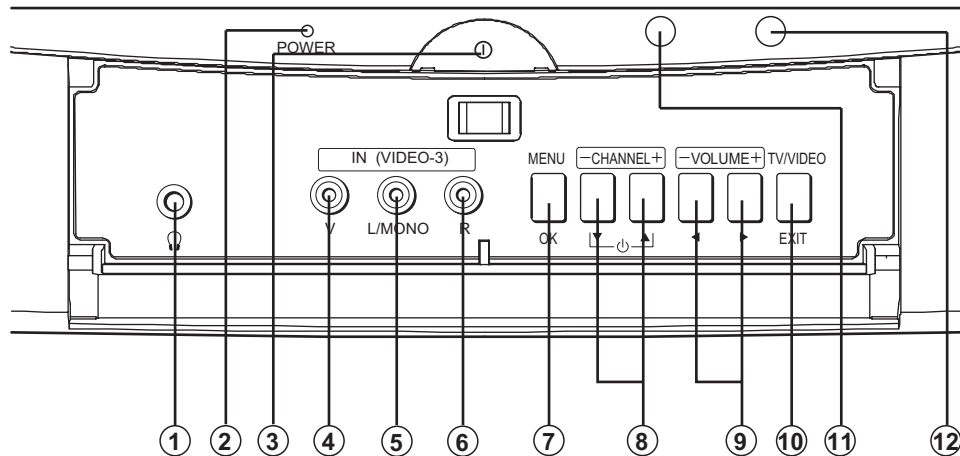 POWER
IN (VIDEO-3)
MENU −CHANNEL+ −VOLUME+ TV/VIDEO
V L/MONO R
OK EXIT
1 2 3 4 5 6 7 8 9 10 11 12